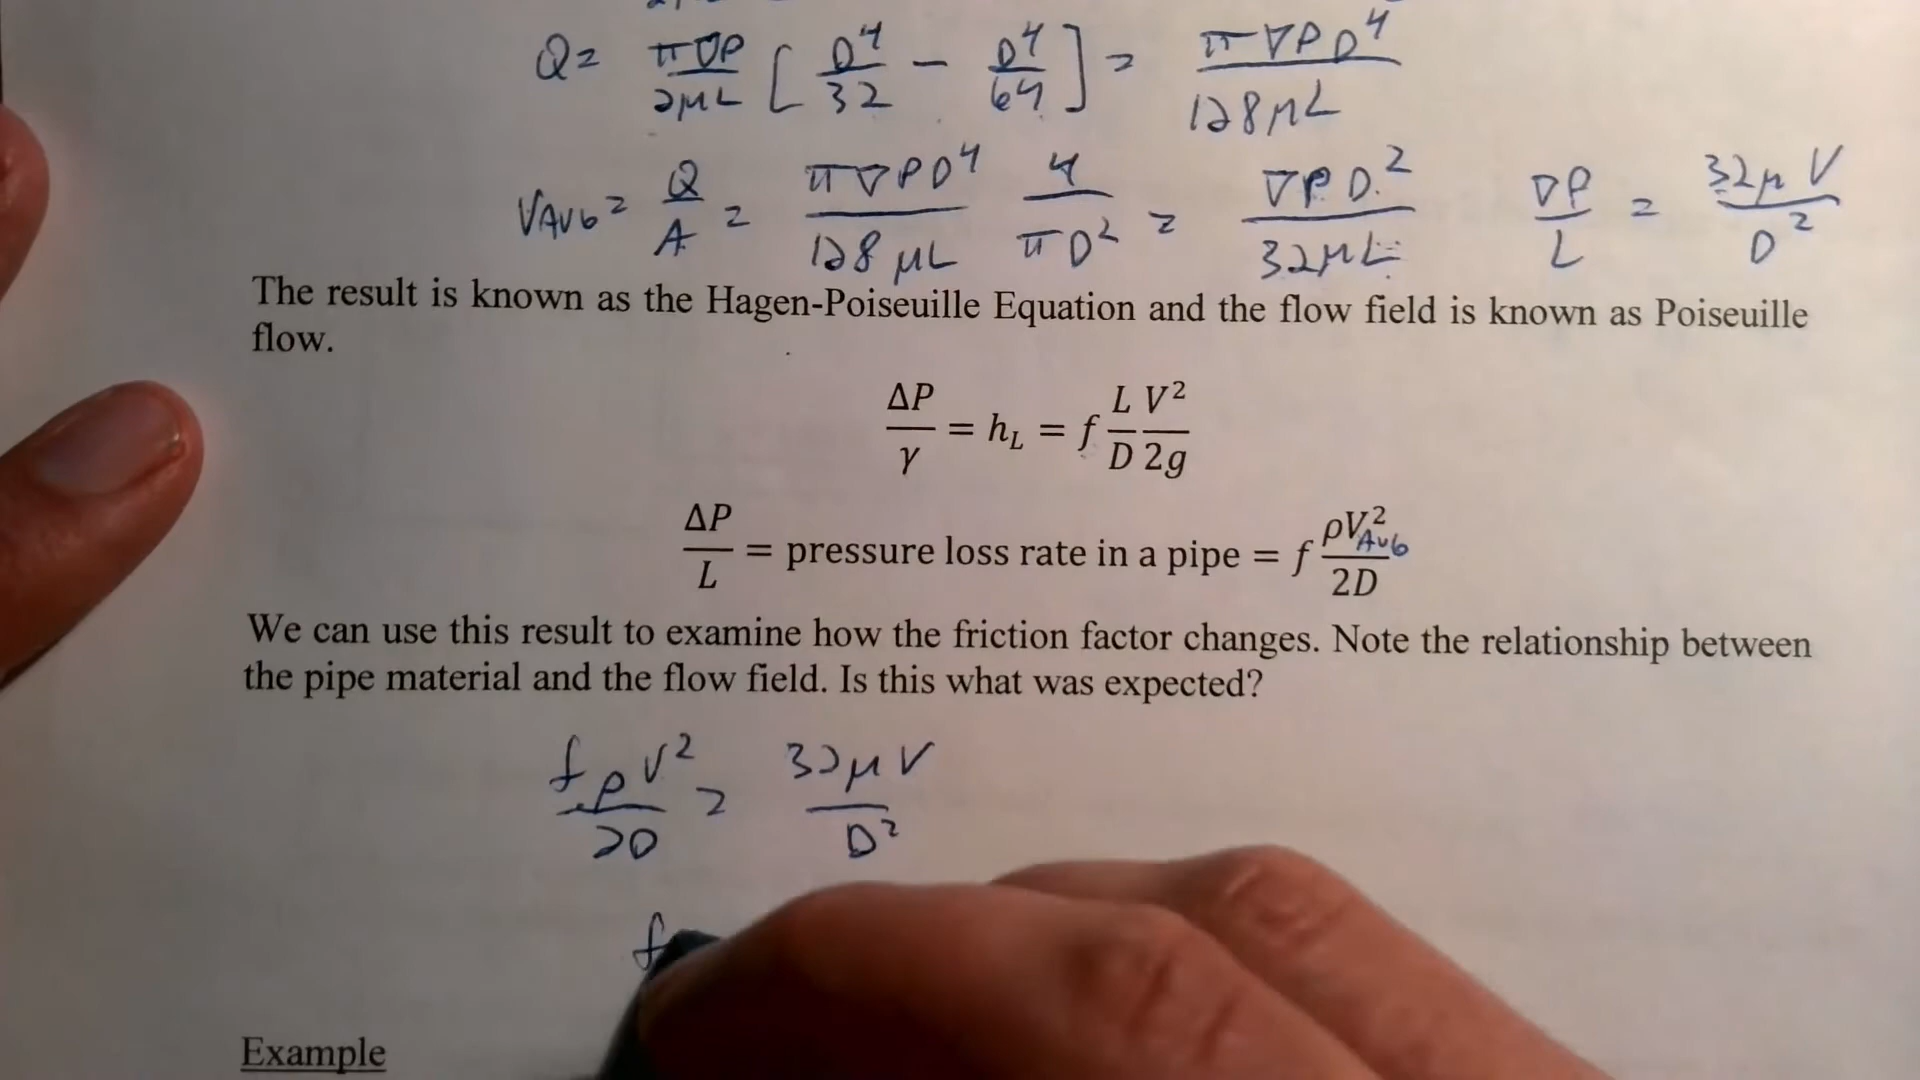 Q = π∇P/2μL [ D⁴/32 − D⁴/64 ] = π∇PD⁴/128μL
VAVG = Q/A = π∇PD⁴/128μL 4/πD² = ∇PD²/32μL ∇P/L = 32μV/D²
The result is known as the Hagen-Poiseuille Equation and the flow field is known as Poiseuille
flow.
ΔP/γ = h_L = f L/D V²/2g
ΔP/L = pressure loss rate in a pipe = f ρV²AVG/2D
We can use this result to examine how the friction factor changes. Note the relationship between
the pipe material and the flow field. Is this what was expected?
fρV²/2D = 32μV/D²
f
Example